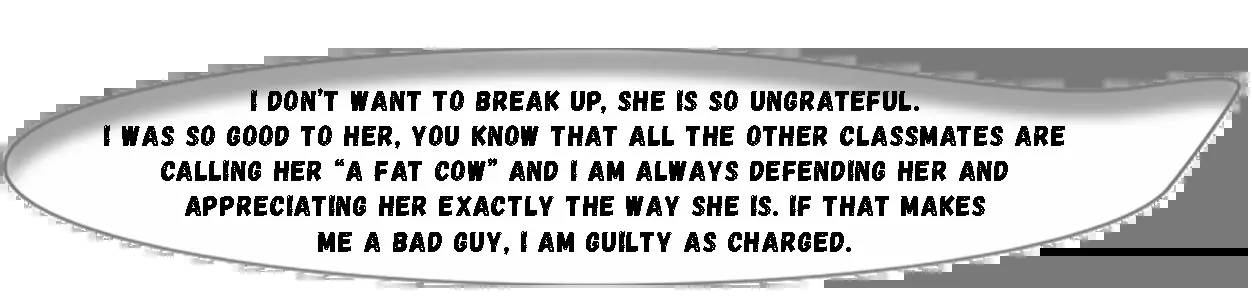 I DON'T WANT TO BREAK UP, SHE IS SO UNGRATEFUL.
I WAS SO GOOD TO HER, YOU KNOW THAT ALL THE OTHER CLASSMATES ARE
CALLING HER “A FAT COW” AND I AM ALWAYS DEFENDING HER AND
APPRECIATING HER EXACTLY THE WAY SHE IS. IF THAT MAKES
ME A BAD GUY, I AM GUILTY AS CHARGED.